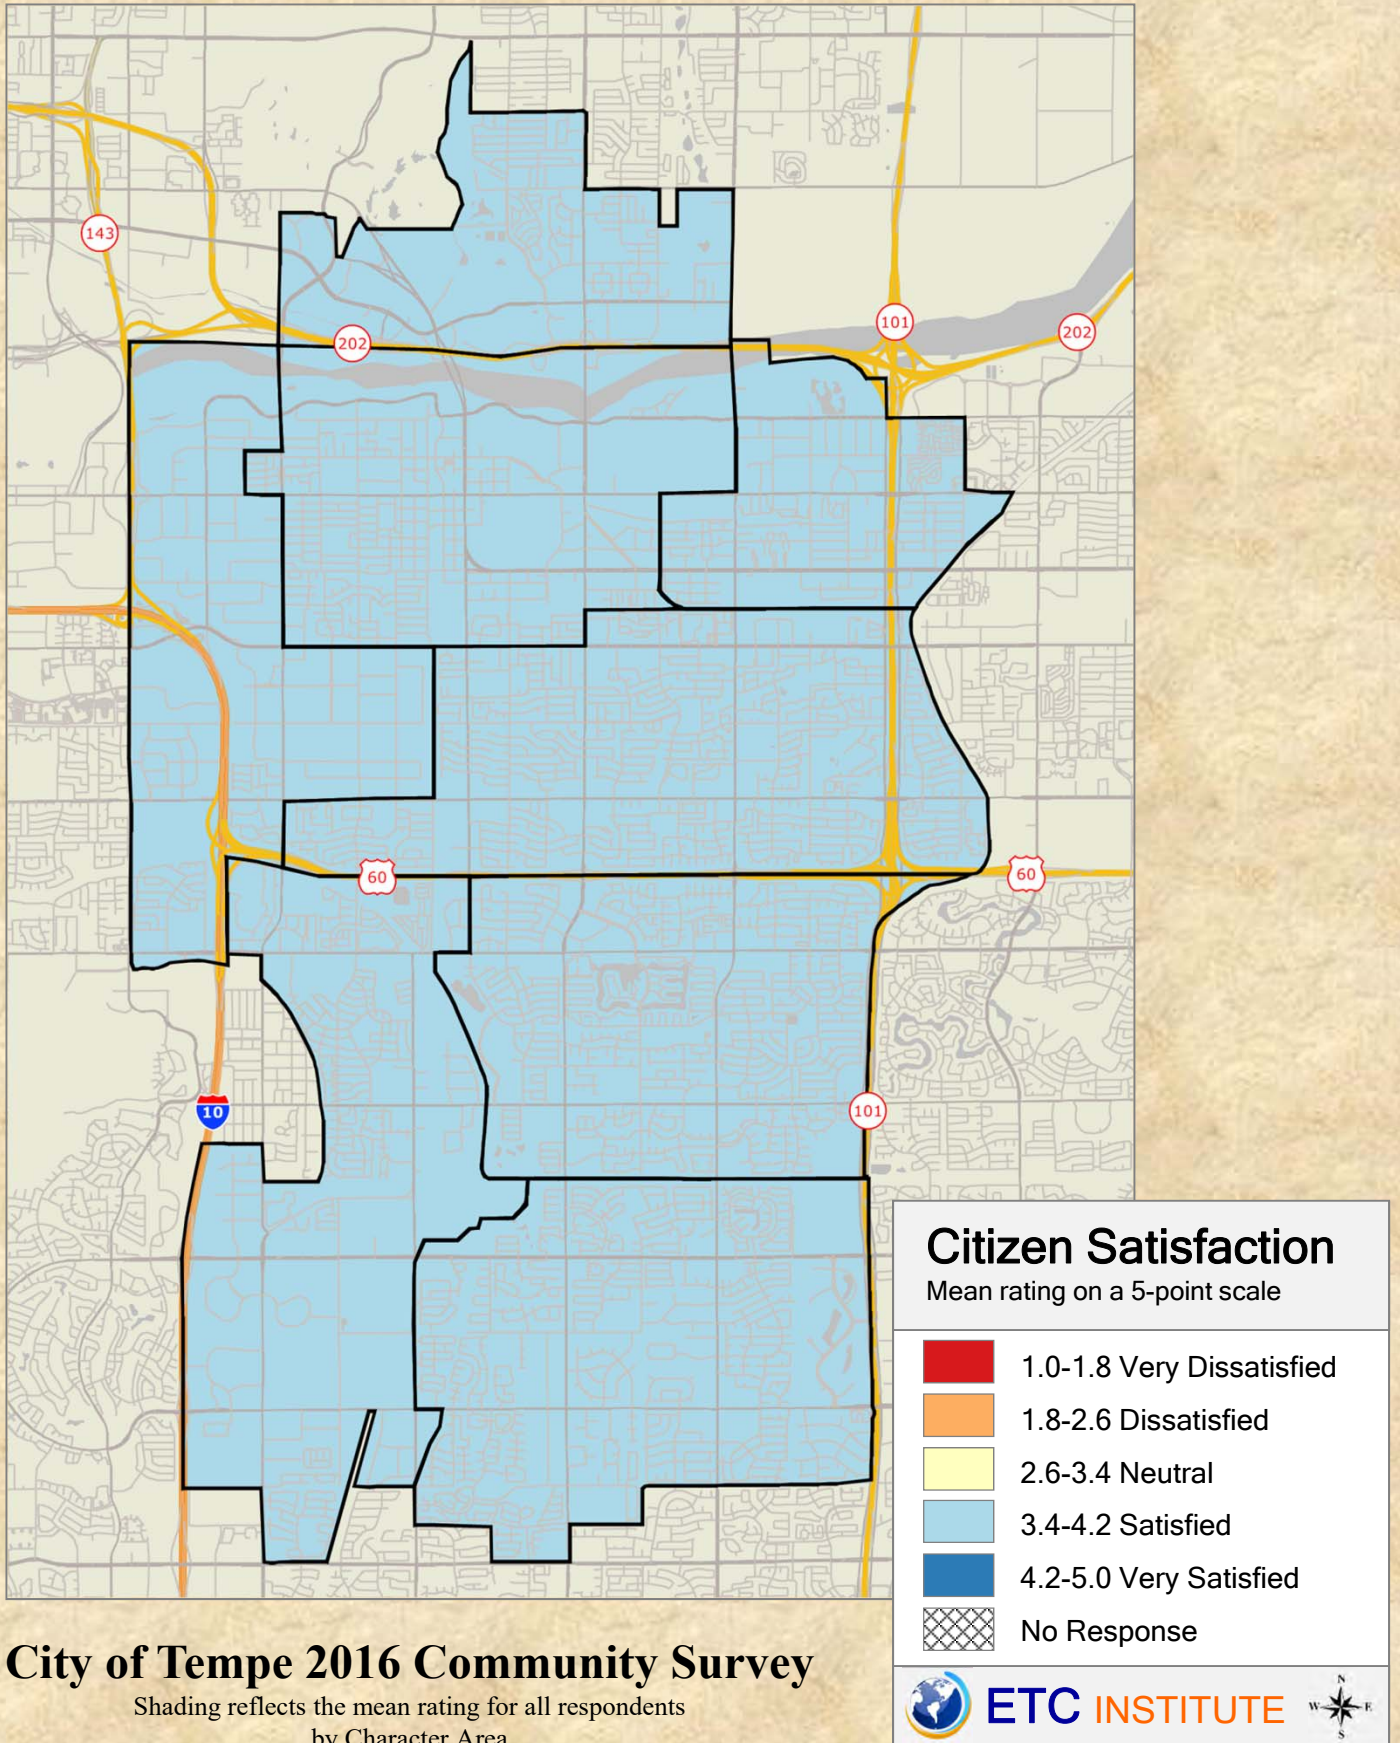 143
202
101
202
60
60
10
101
Citizen Satisfaction
Mean rating on a 5-point scale
1.0-1.8 Very Dissatisfied
1.8-2.6 Dissatisfied
2.6-3.4 Neutral
3.4-4.2 Satisfied
4.2-5.0 Very Satisfied
No Response
ETC INSTITUTE
N
W E
S
City of Tempe 2016 Community Survey
Shading reflects the mean rating for all respondents
by Character Area